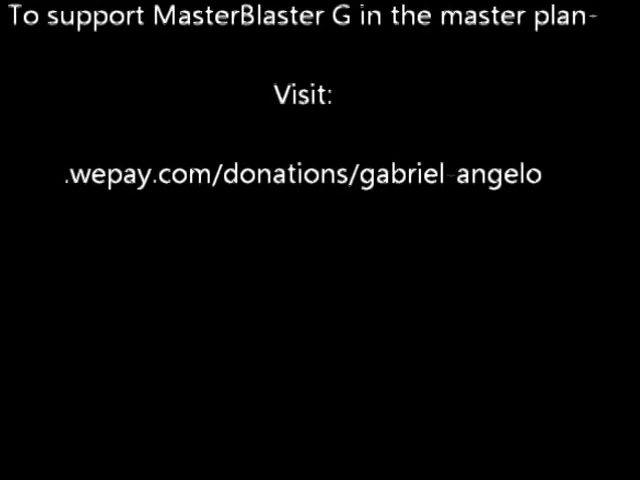 To support MasterBlaster G in the master plan-
Visit:
.wepay.com/donations/gabriel-angelo